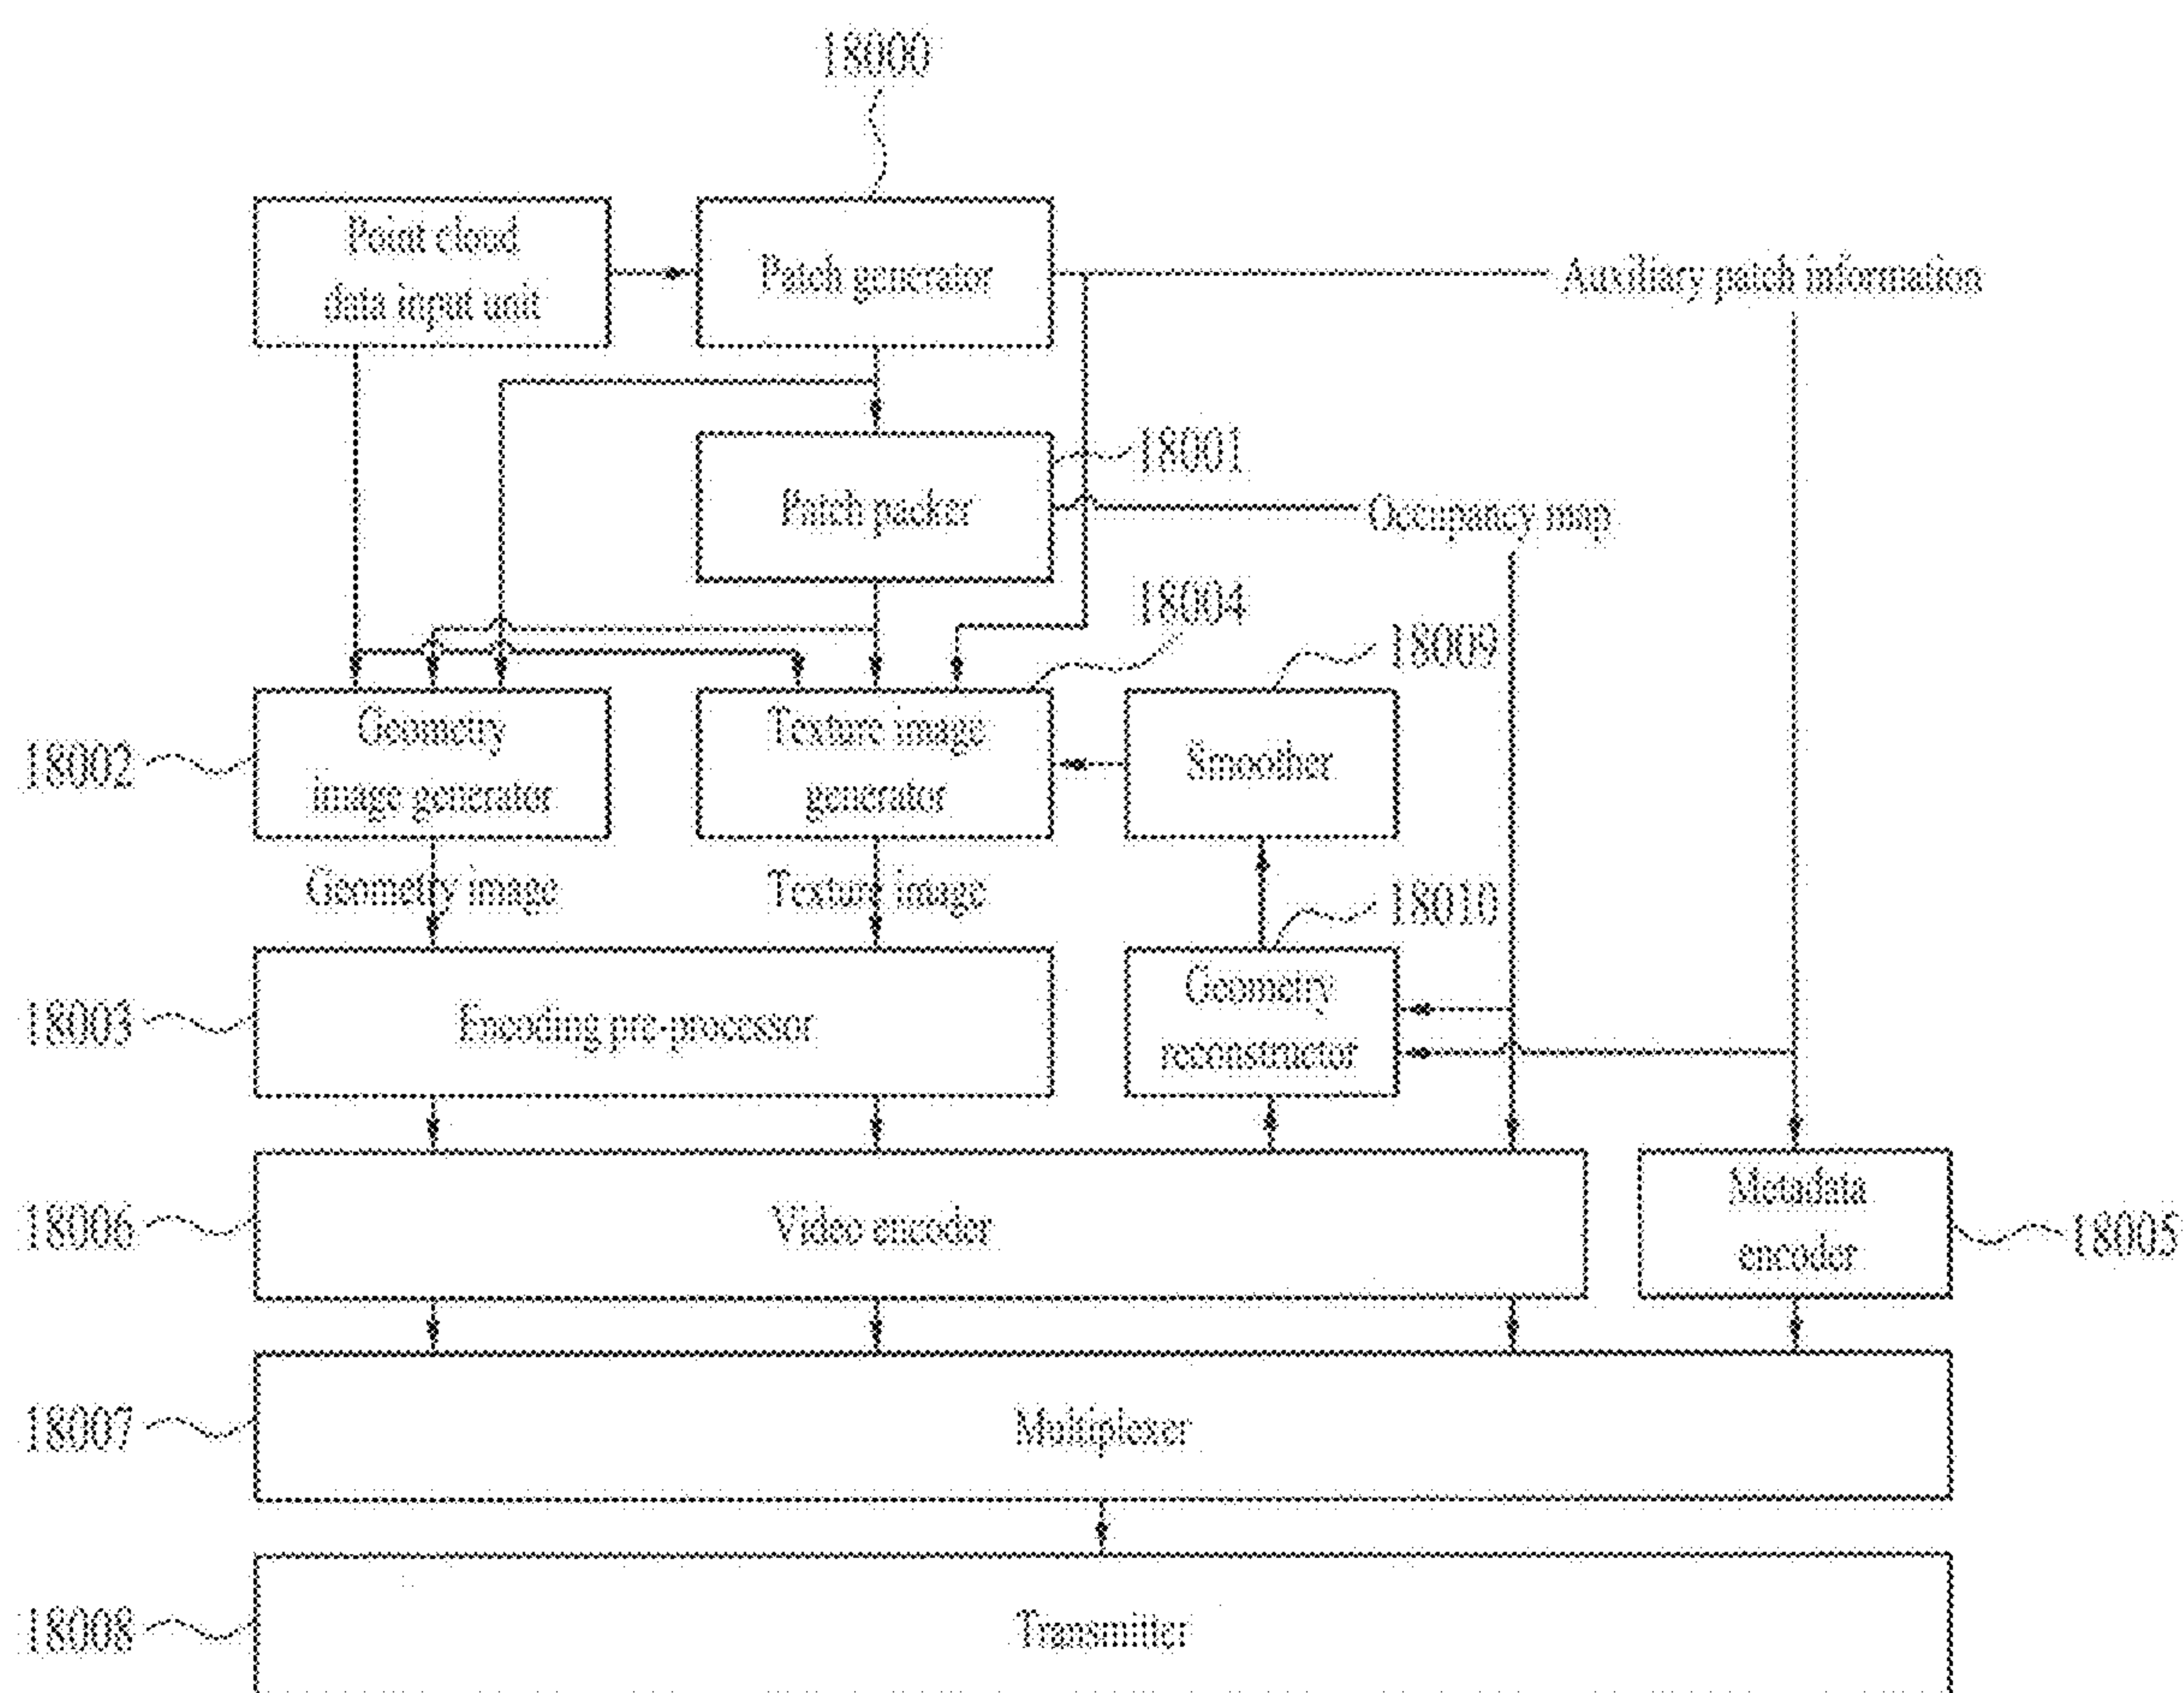 18000
Point cloud
data input unit
Patch generator
Auxiliary patch information
18001
Patch packer
Occupancy map
18004
18009
18002
Geometry
image generator
Texture image
generator
Smoother
Geometry image
Texture image
18010
18003
Encoding pre-processor
Geometry
reconstructor
18006
Video encoder
Metadata
encoder
18005
18007
Multiplexer
18008
Transmitter